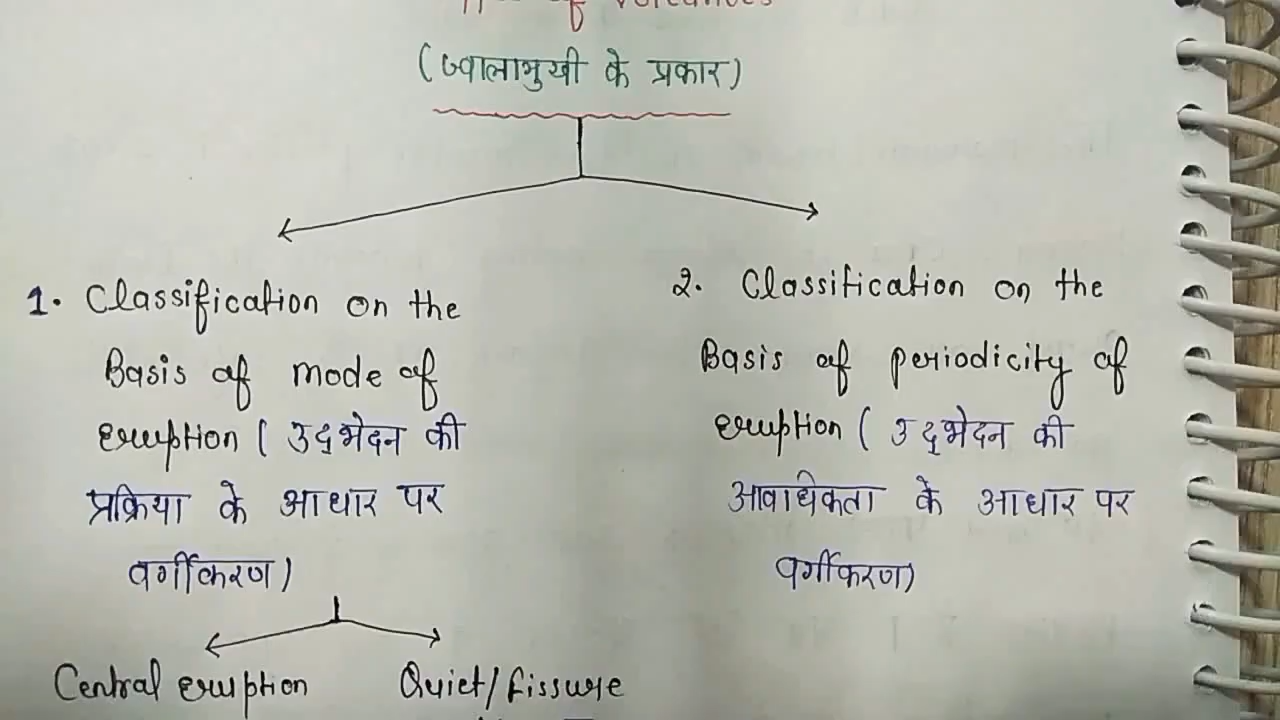 of Volcanoes
(ज्वालामुखी के प्रकार)
1. Classification on the
Basis of mode of
eruption ( उद्भेदन की
प्रक्रिया के आधार पर
वर्गीकरण)
2. Classification on the
Basis of periodicity of
eruption ( उद्भेदन की
आवधिकता के आधार पर
वर्गीकरण)
Central eruption
Quiet/fissure